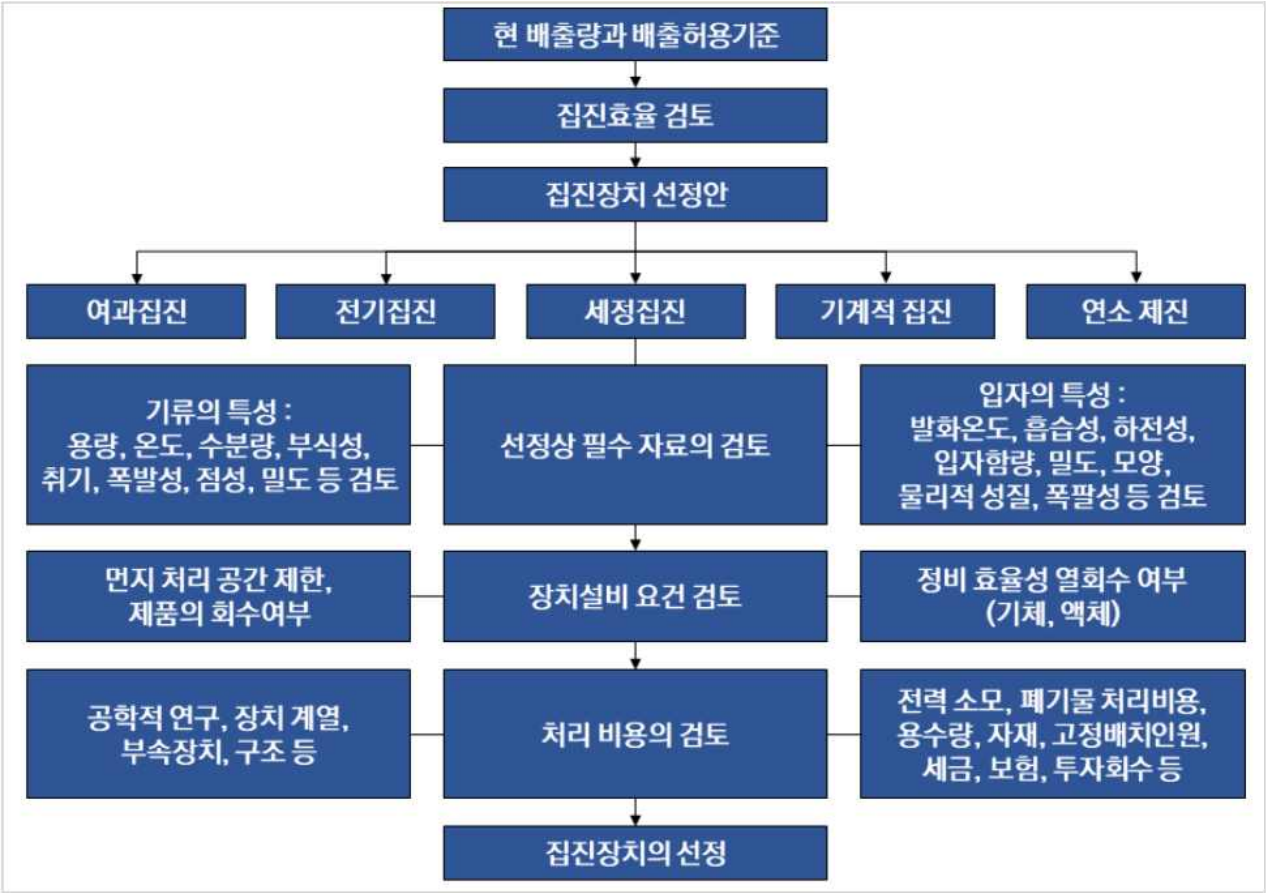 현 배출량과 배출허용기준
집진효율 검토
집진장치 선정안
여과집진
전기집진
세정집진
기계적 집진
연소 제진
기류의 특성 :
용량, 온도, 수분량, 부식성,
취기, 폭발성, 점성, 밀도 등 검토
선정상 필수 자료의 검토
입자의 특성 :
발화온도, 흡습성, 하전성,
입자함량, 밀도, 모양,
물리적 성질, 폭팔성 등 검토
먼지 처리 공간 제한,
제품의 회수여부
장치설비 요건 검토
정비 효율성 열회수 여부
(기체, 액체)
공학적 연구, 장치 계열,
부속장치, 구조 등
처리 비용의 검토
전력 소모, 폐기물 처리비용,
용수량, 자재, 고정배치인원,
세금, 보험, 투자회수 등
집진장치의 선정